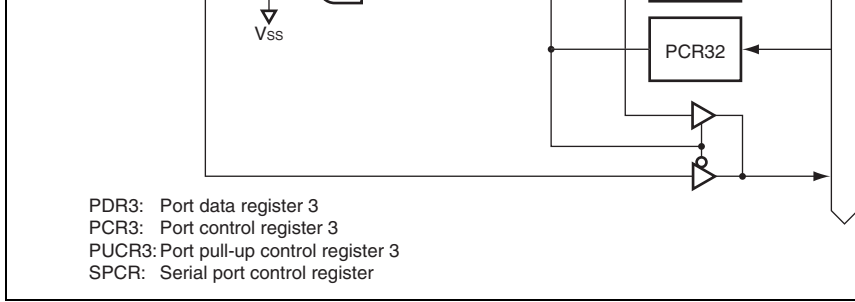 Vss
PCR32
PDR3: Port data register 3
PCR3: Port control register 3
PUCR3: Port pull-up control register 3
SPCR: Serial port control register